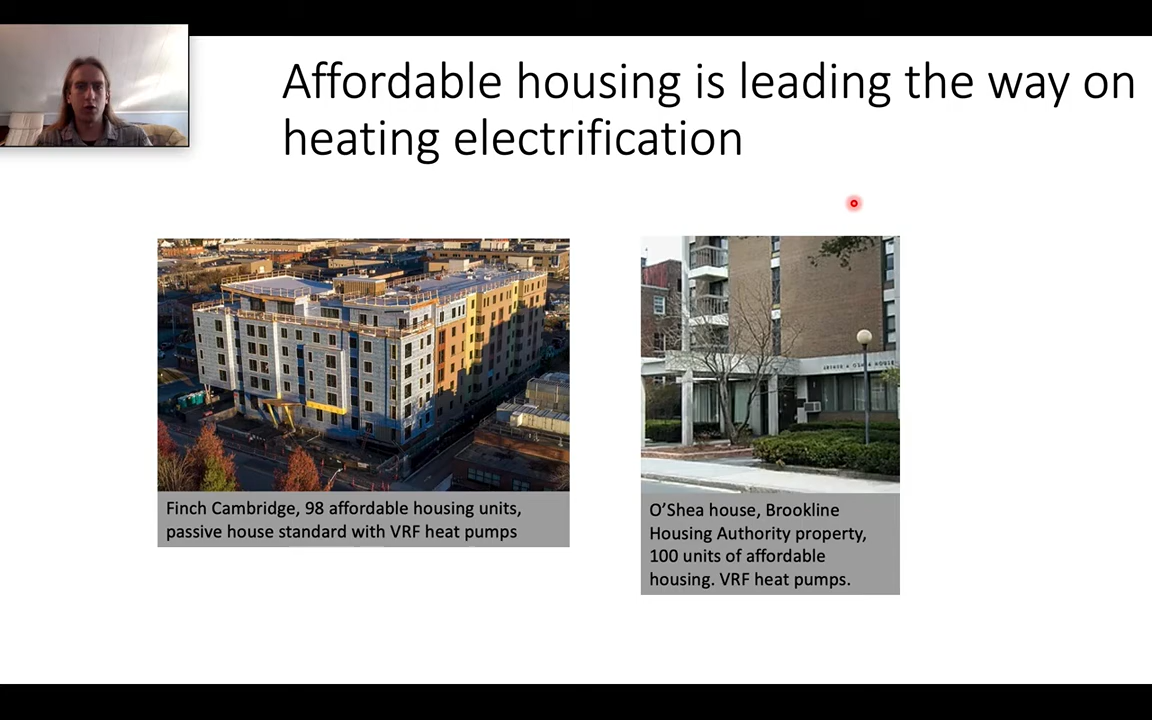 Affordable housing is leading the way on
heating electrification
Finch Cambridge, 98 affordable housing units,
passive house standard with VRF heat pumps
O’Shea house, Brookline
Housing Authority property,
100 units of affordable
housing. VRF heat pumps.